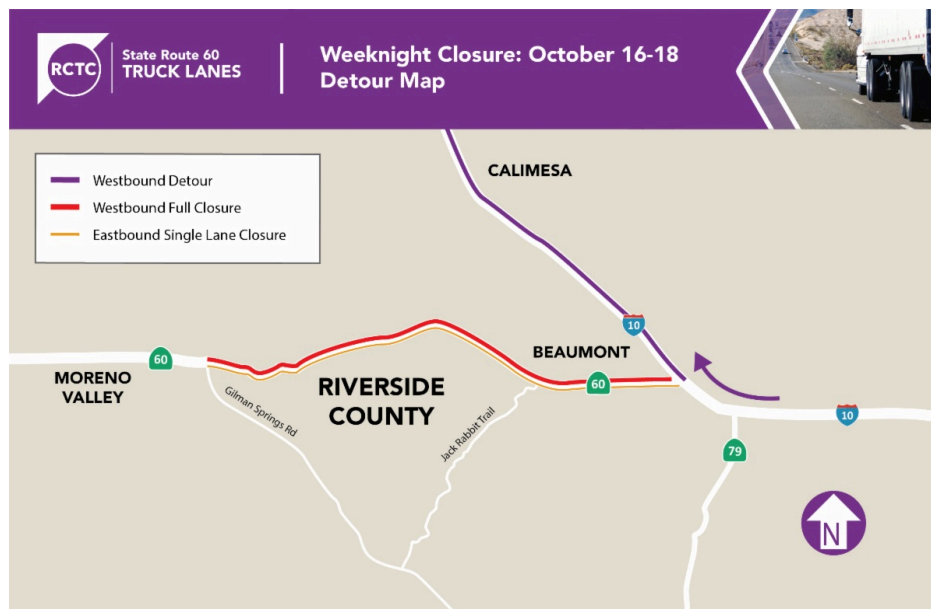 RCTC
State Route 60
TRUCK LANES
Weeknight Closure: October 16-18
Detour Map
Westbound Detour
Westbound Full Closure
Eastbound Single Lane Closure
CALIMESA
10
BEAUMONT
60
MORENO
VALLEY
RIVERSIDE
COUNTY
60
Gilman Springs Rd
Jack Rabbit Trail
10
79
N